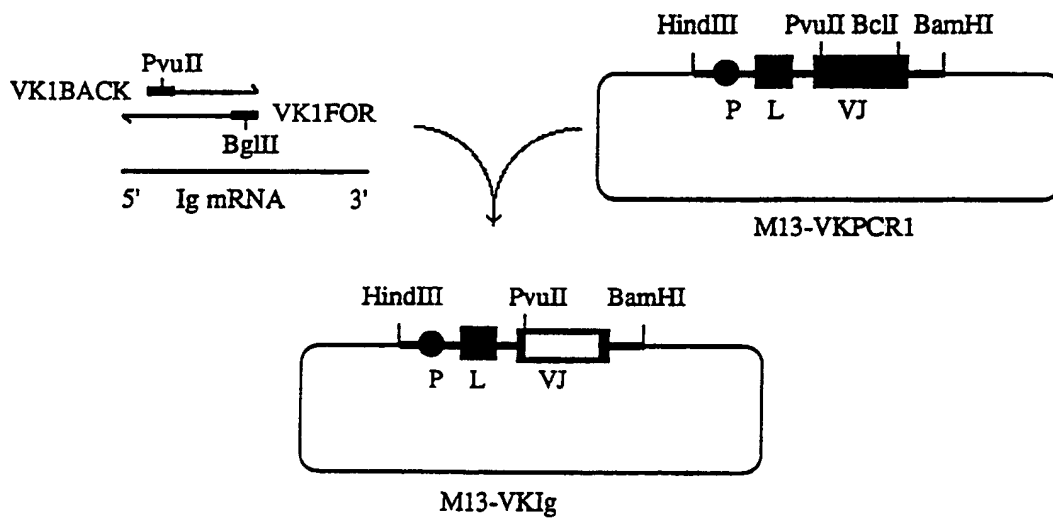 PvuII
VK1BACK
VK1FOR
BglII
5' Ig mRNA 3'
HindIII PvuII BclI BamHI
P L VJ
M13-VKPCR1
HindIII PvuII BamHI
P L VJ
M13-VKIg